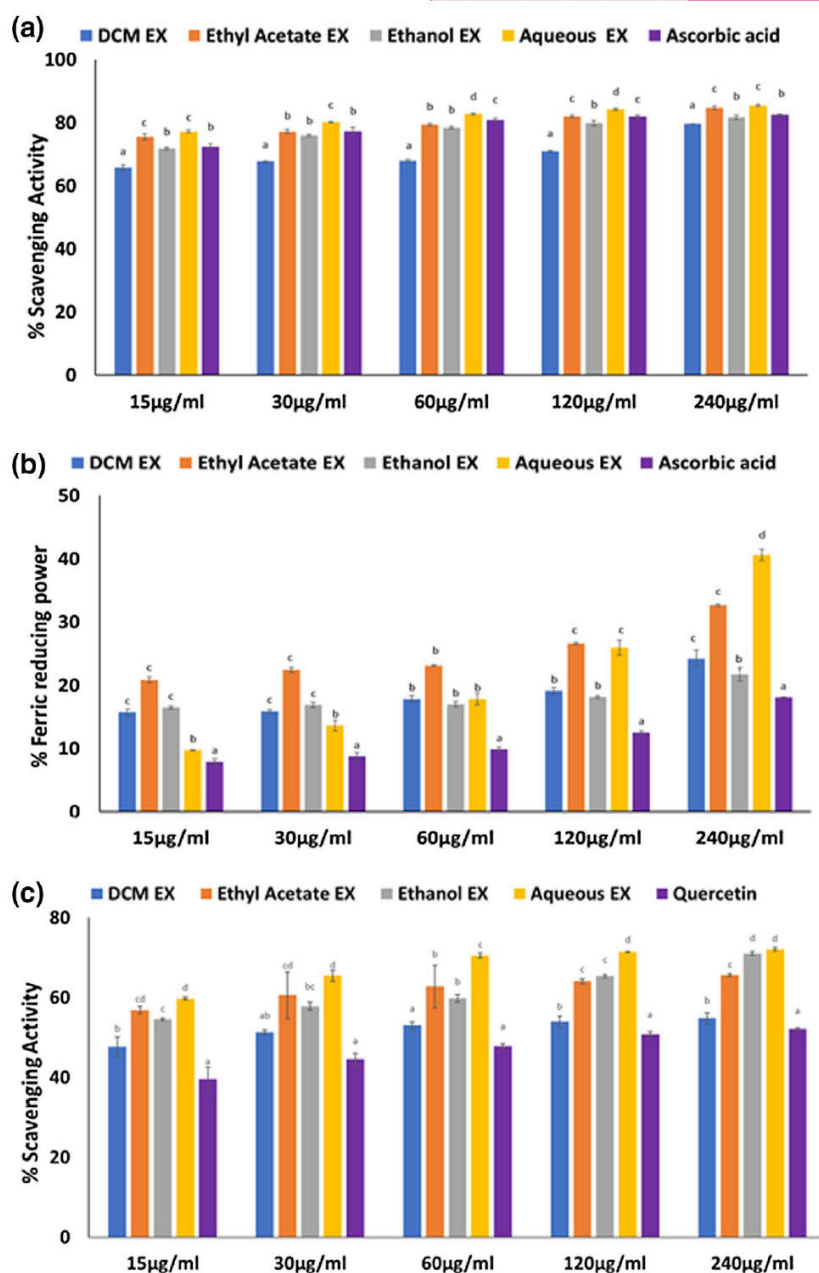 (a)
DCM EX Ethyl Acetate EX Ethanol EX Aqueous EX Ascorbic acid
100
80
60
40
20
0
% Scavenging Activity
a c b c b
a b b c b
a b b d c
a c b d c
a c b c b
15µg/ml 30µg/ml 60µg/ml 120µg/ml 240µg/ml
(b)
DCM EX Ethyl Acetate EX Ethanol EX Aqueous EX Ascorbic acid
50
40
30
20
10
0
% Ferric reducing power
c c c b a
c c c b a
b b b b a
b c b c a
c c b d a
15µg/ml 30µg/ml 60µg/ml 120µg/ml 240µg/ml
(c)
DCM EX Ethyl Acetate EX Ethanol EX Aqueous EX Quercetin
80
60
40
20
0
% Scavenging Activity
b cd c d a
ab cd bc d a
a b b c a
b c c d a
b c d d a
15µg/ml 30µg/ml 60µg/ml 120µg/ml 240µg/ml